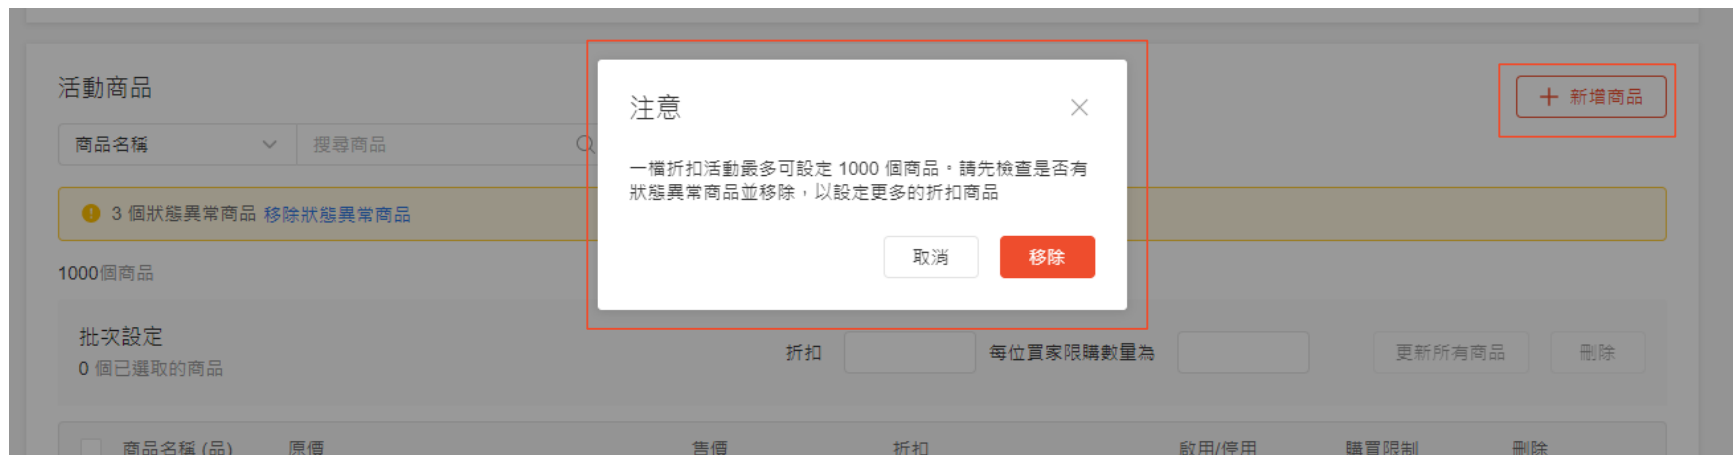 活動商品
+ 新增商品
商品名稱 搜尋商品
3 個狀態異常商品 移除狀態異常商品
1000個商品
注意
一檔折扣活動最多可設定 1000 個商品。請先檢查是否有
狀態異常商品並移除，以設定更多的折扣商品
取消 移除
批次設定
0 個已選取的商品
折扣 每位買家限購數量為 更新所有商品 刪除
商品名稱 (品) 原價 售價 折扣 啟用/停用 購買限制 刪除